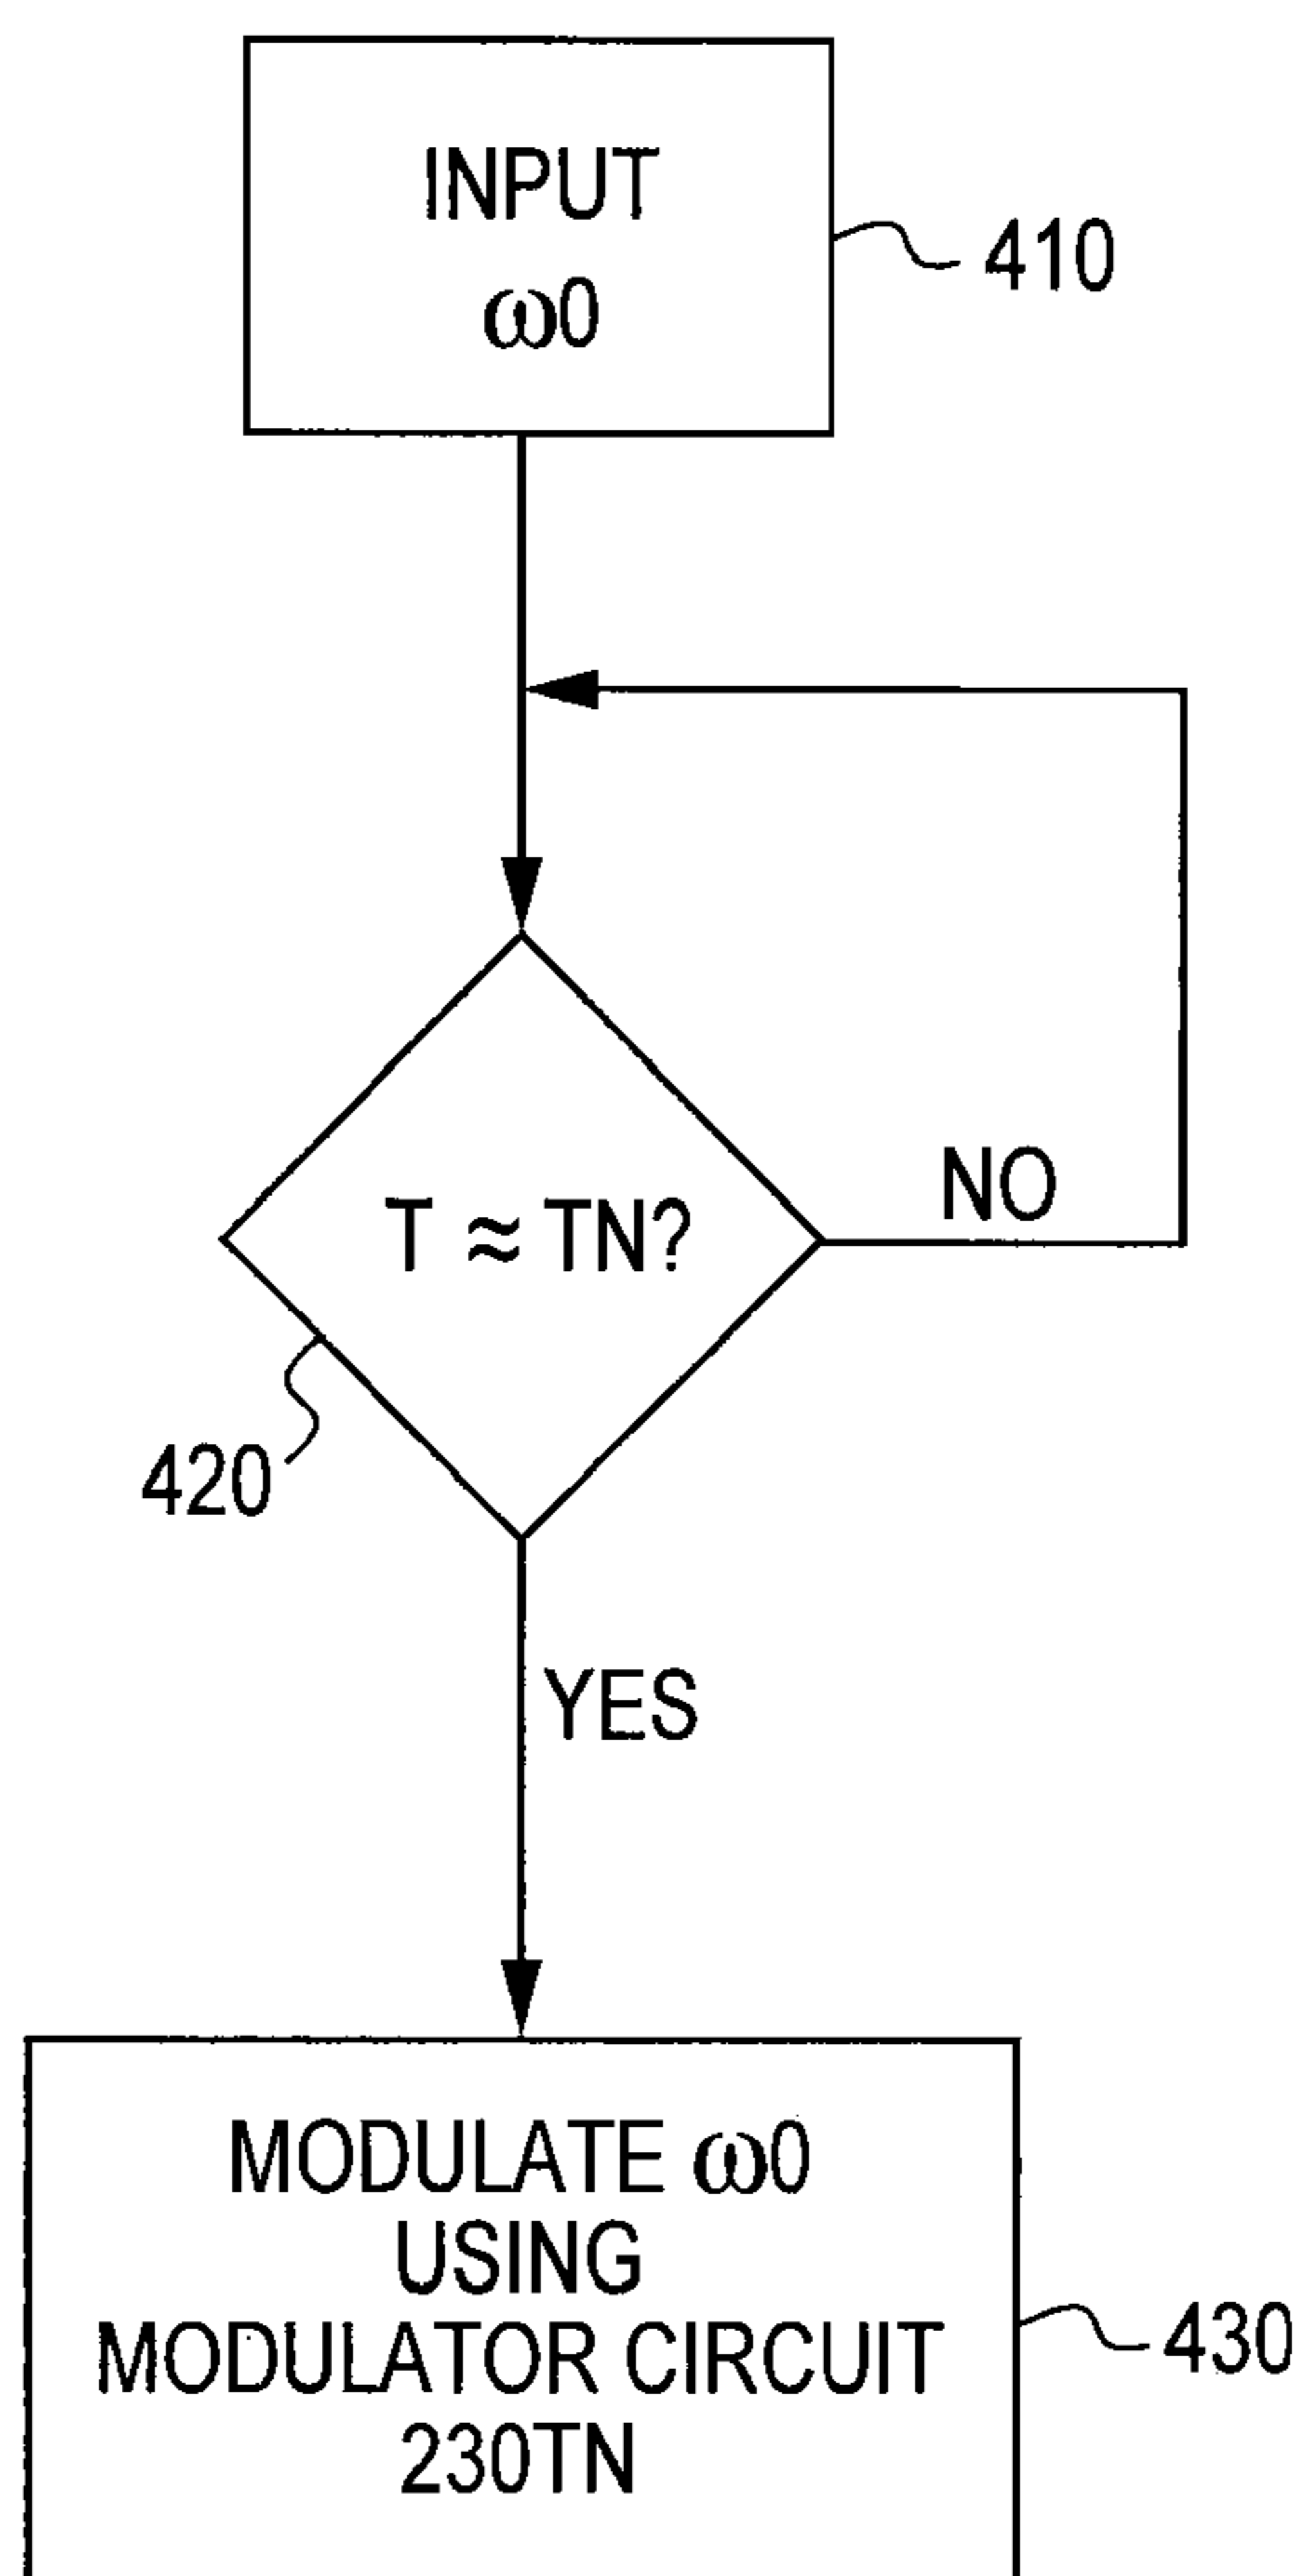 INPUT
ω0
410
T ≈ TN?
NO
420
YES
MODULATE ω0
USING
MODULATOR CIRCUIT
230TN
430